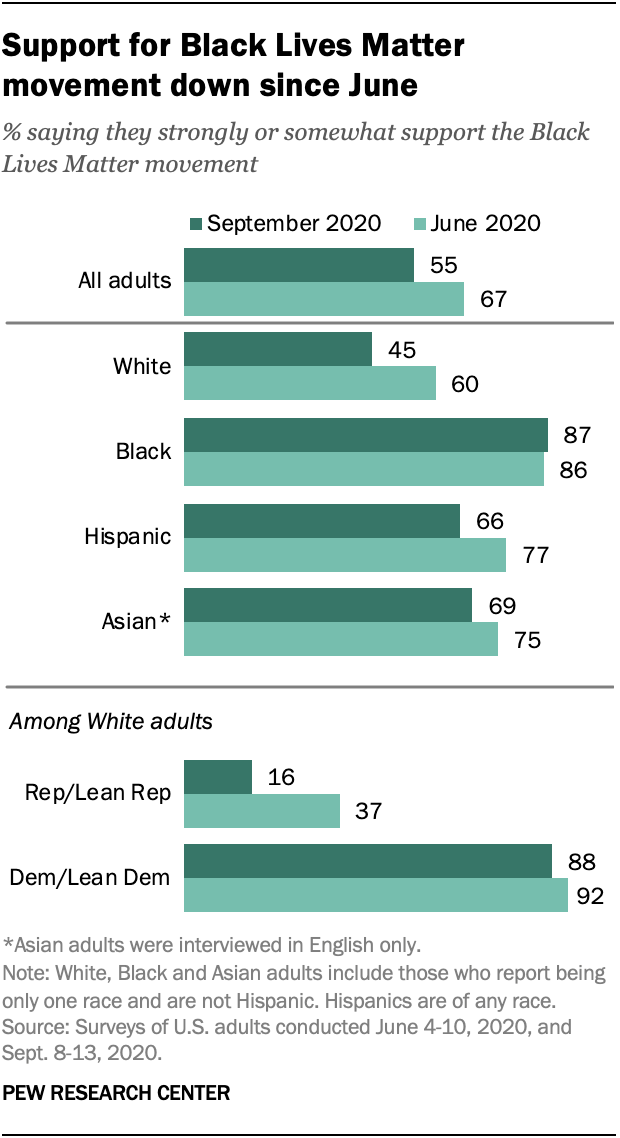 Support for Black Lives Matter
movement down since June
% saying they strongly or somewhat support the Black
Lives Matter movement
September 2020 June 2020
All adults 55
67
White 45
60
Black 87
86
Hispanic 66
77
Asian* 69
75
Among White adults
Rep/Lean Rep 16
37
Dem/Lean Dem 88
92
*Asian adults were interviewed in English only.
Note: White, Black and Asian adults include those who report being
only one race and are not Hispanic. Hispanics are of any race.
Source: Surveys of U.S. adults conducted June 4-10, 2020, and
Sept. 8-13, 2020.
PEW RESEARCH CENTER